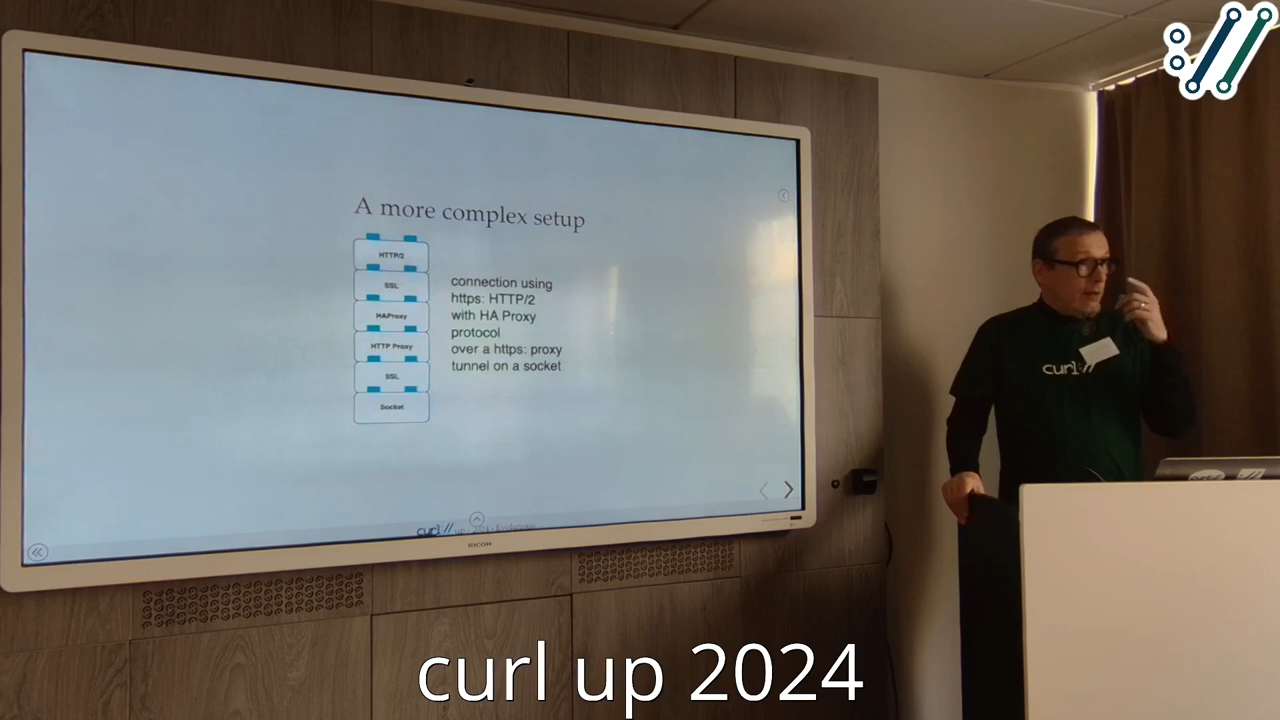 A more complex setup
HTTP/2
SSL
HAProxy
HTTP Proxy
SSL
Socket
connection using
https: HTTP/2
with HA Proxy
protocol
over a https: proxy
tunnel on a socket
curl://
RICOH
curl://
curl up 2024